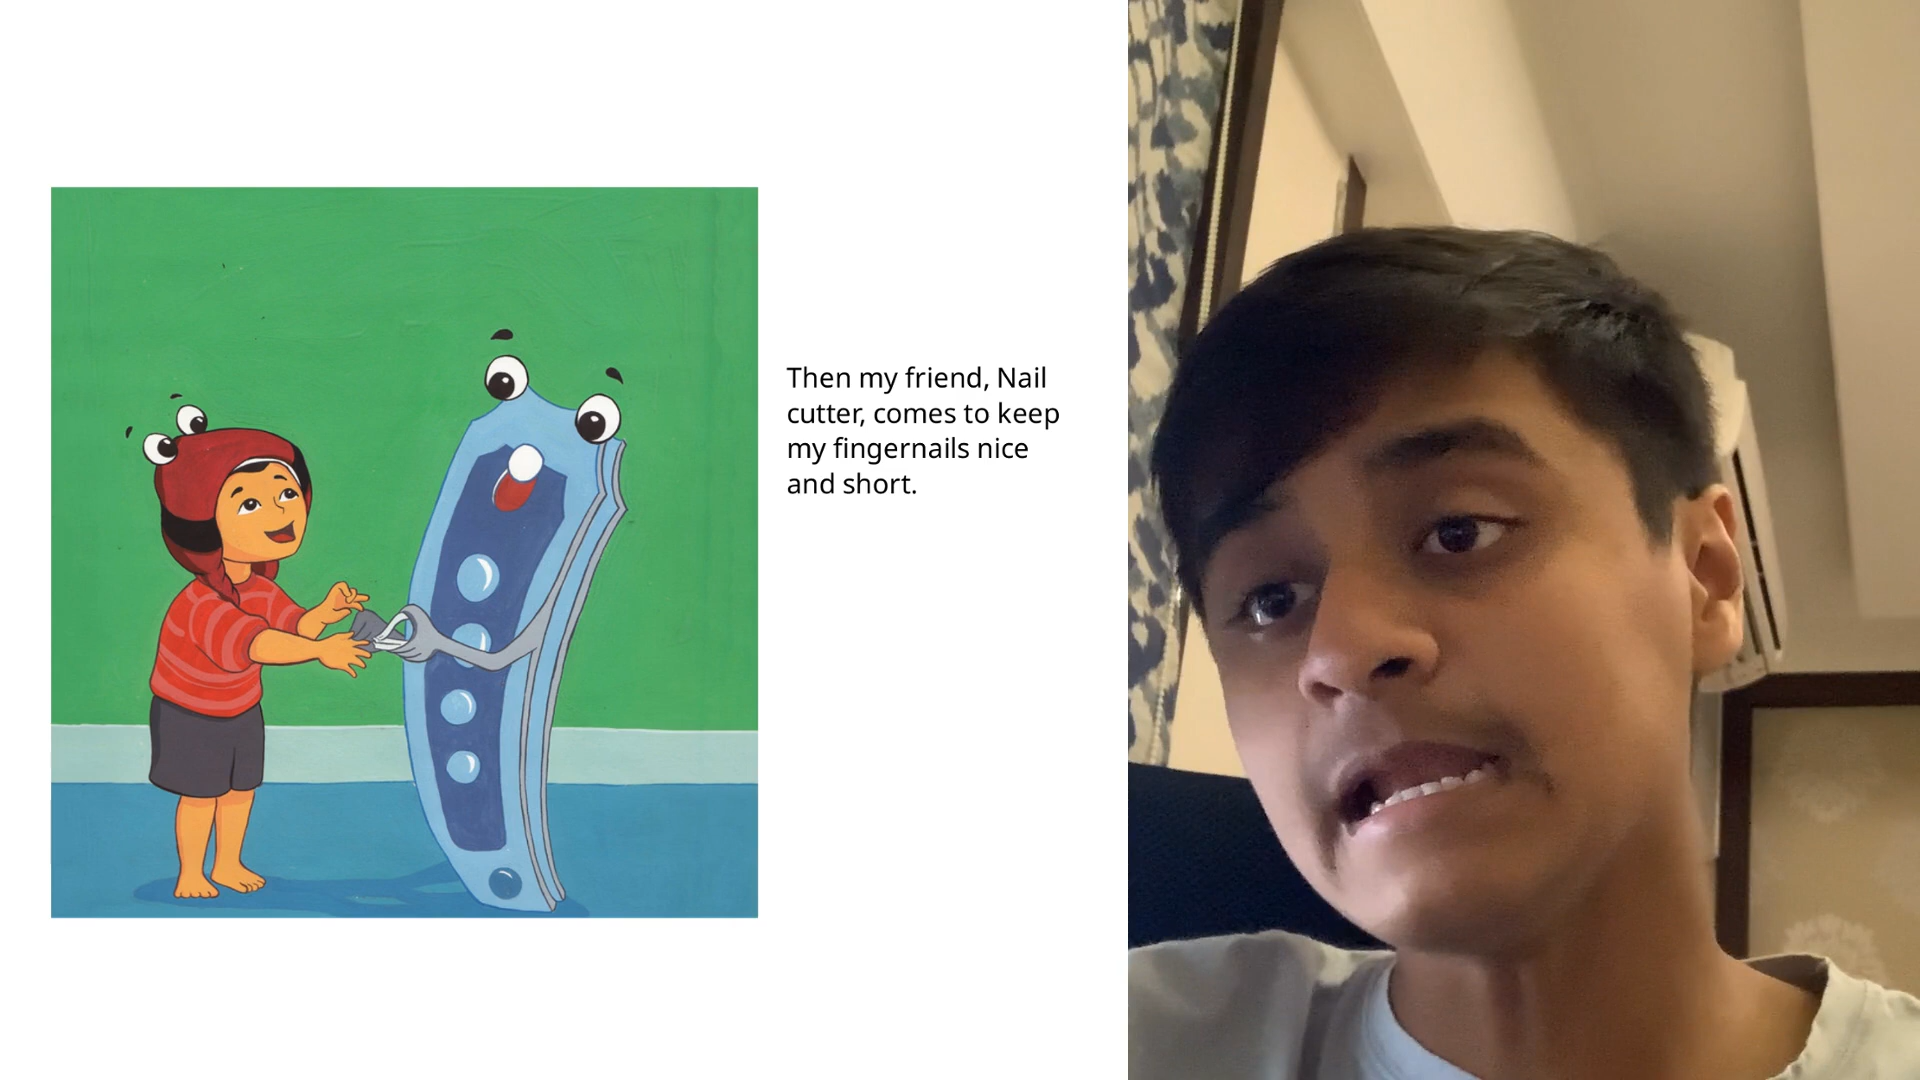 Then my friend, Nail
cutter, comes to keep
my fingernails nice
and short.